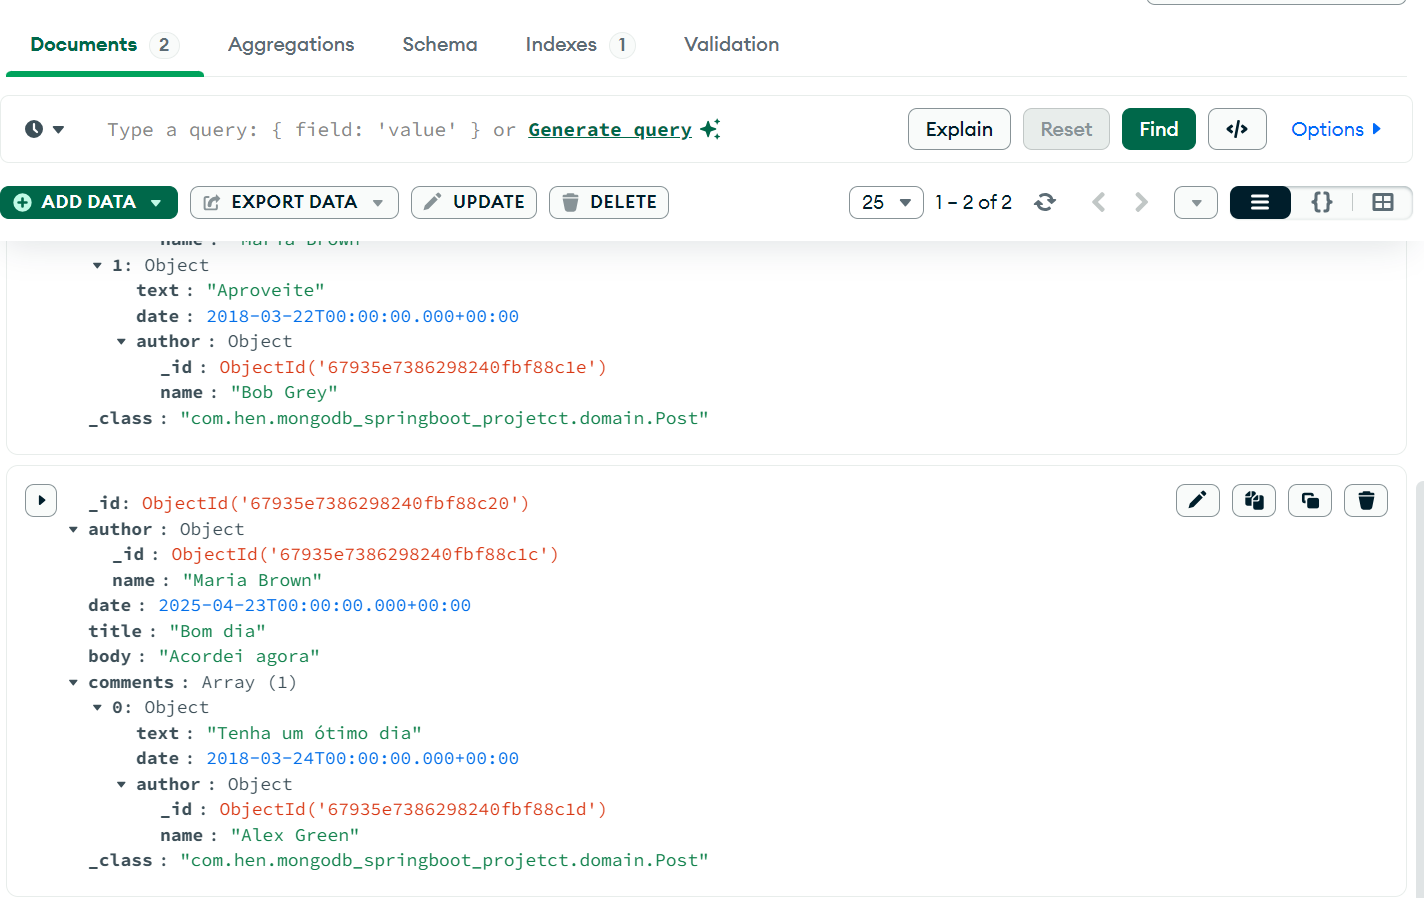 Documents 2 Aggregations Schema Indexes 1 Validation
Type a query: { field: 'value' } or Generate query Explain Reset Find </> Options
ADD DATA EXPORT DATA UPDATE DELETE 25 1 – 2 of 2 {}
name : "Maria Brown"
1: Object
text : "Aproveite"
date : 2018-03-22T00:00:00.000+00:00
author : Object
_id : ObjectId('67935e7386298240fbf88c1e')
name : "Bob Grey"
_class : "com.hen.mongodb_springboot_projetct.domain.Post"
_id: ObjectId('67935e7386298240fbf88c20')
author : Object
_id : ObjectId('67935e7386298240fbf88c1c')
name : "Maria Brown"
date : 2025-04-23T00:00:00.000+00:00
title : "Bom dia"
body : "Acordei agora"
comments : Array (1)
0: Object
text : "Tenha um ótimo dia"
date : 2018-03-24T00:00:00.000+00:00
author : Object
_id : ObjectId('67935e7386298240fbf88c1d')
name : "Alex Green"
_class : "com.hen.mongodb_springboot_projetct.domain.Post"